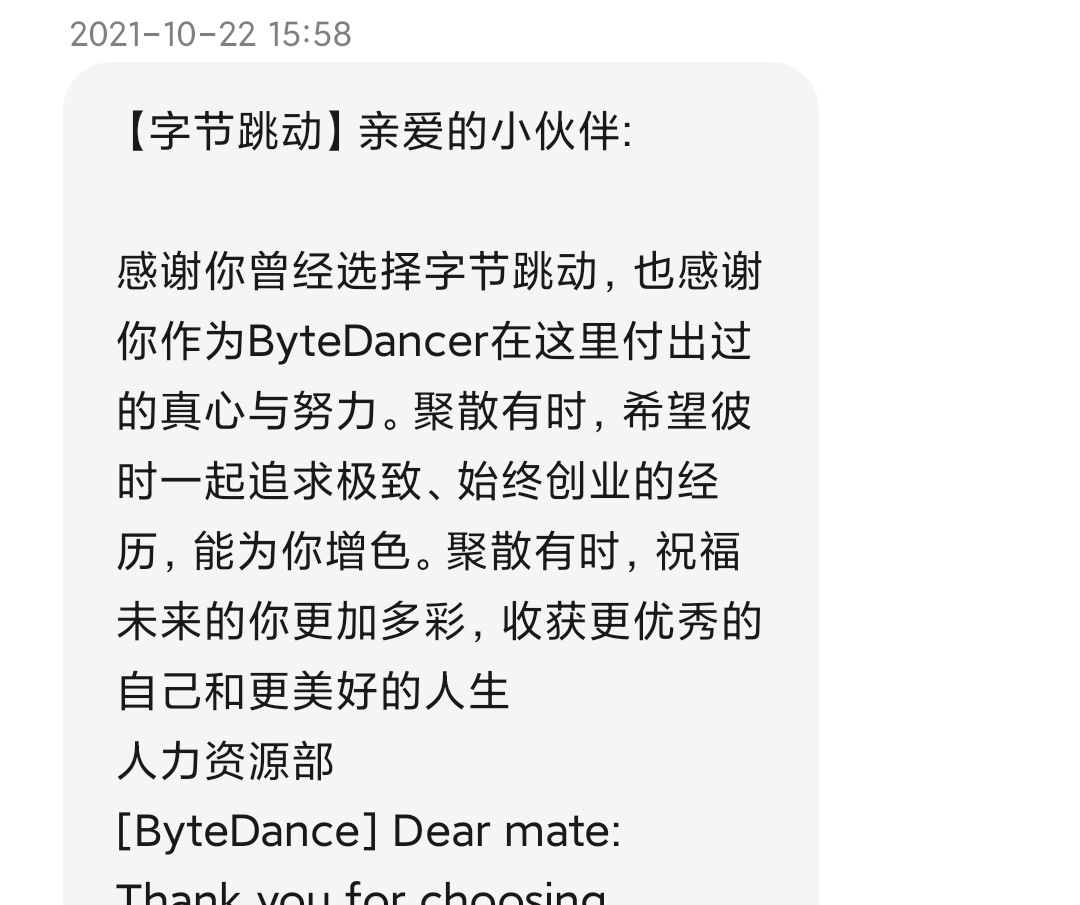 2021-10-22 15:58
【字节跳动】亲爱的小伙伴:
感谢你曾经选择字节跳动, 也感谢
你作为ByteDancer在这里付出过
的真心与努力。聚散有时, 希望彼
时一起追求极致、始终创业的经
历, 能为你增色。聚散有时, 祝福
未来的你更加多彩, 收获更优秀的
自己和更美好的人生
人力资源部
[ByteDance] Dear mate:
Thank you for choosing